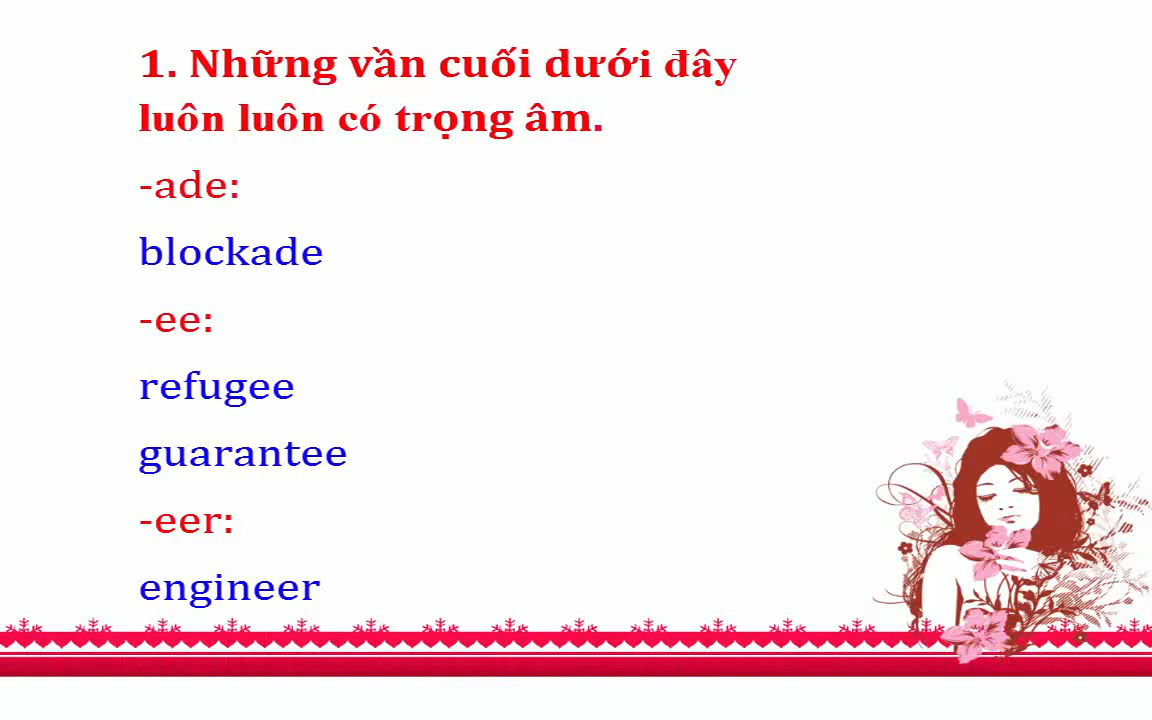 1. Những vần cuối dưới đây
luôn luôn có trọng âm.
-ade:
blockade
-ee:
refugee
guarantee
-eer:
engineer